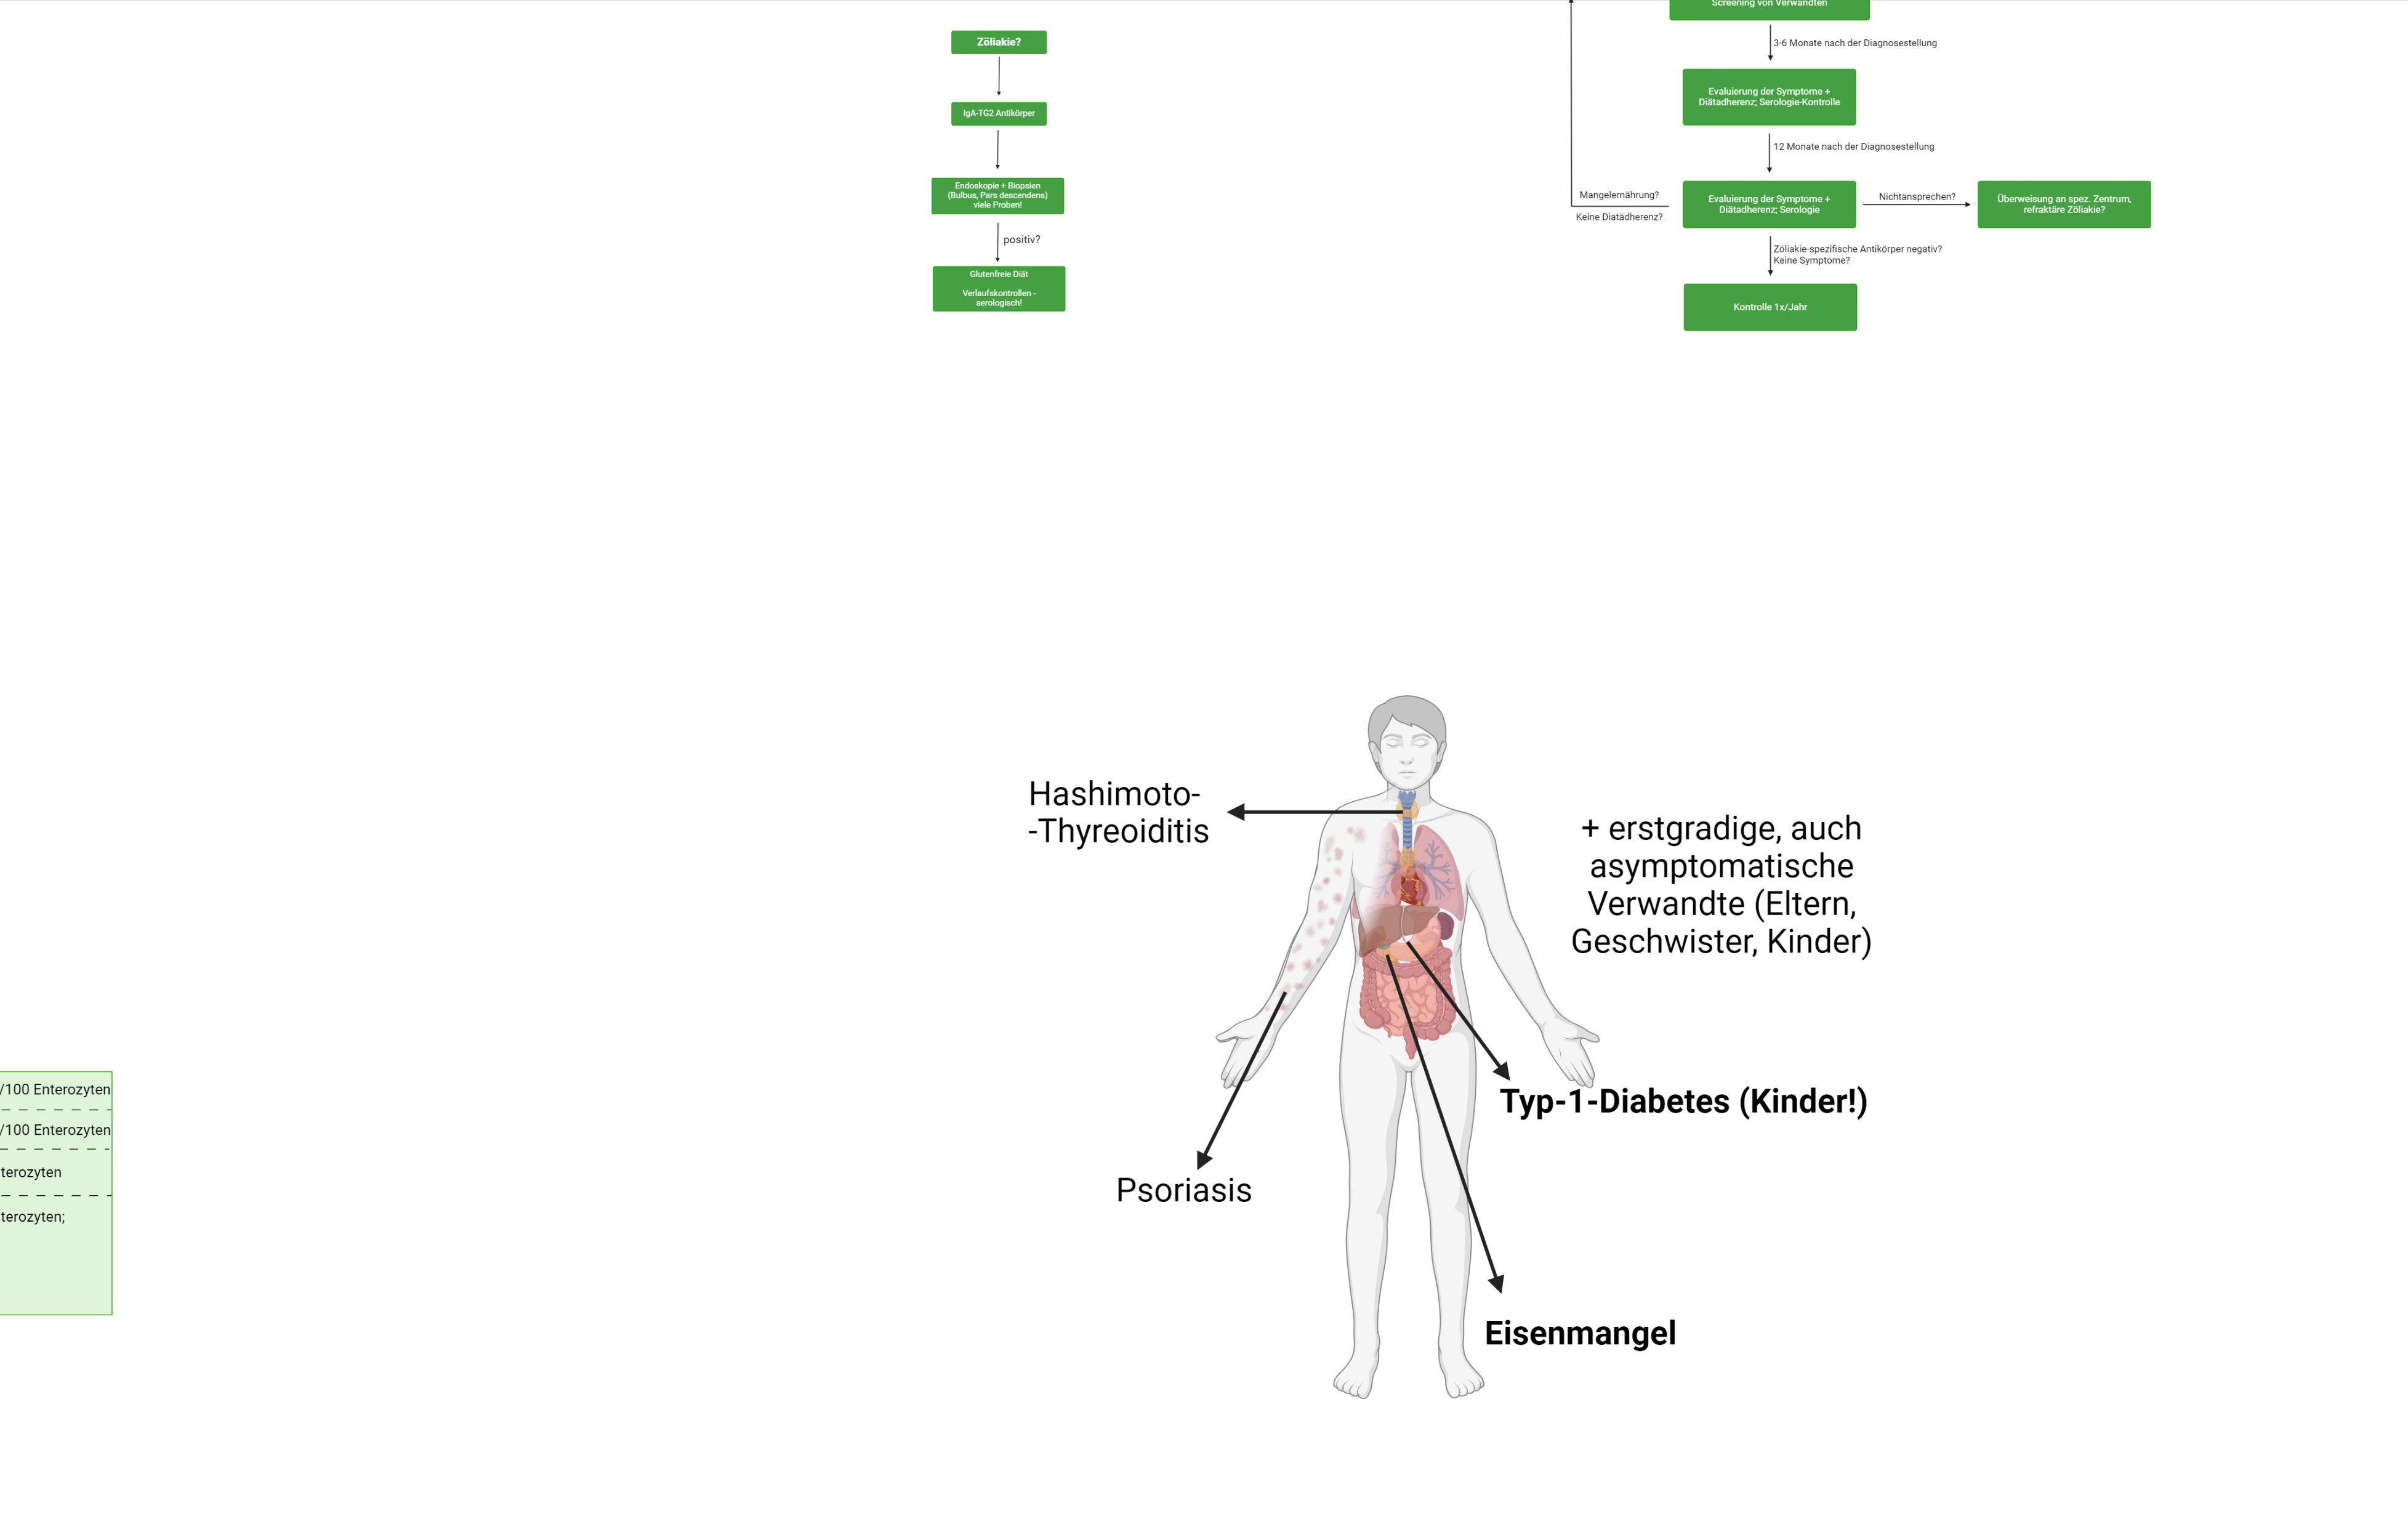 Zöliakie?
IgA-TG2 Antikörper
Endoskopie + Biopsien
(Bulbus, Pars descendens)
viele Proben!
positiv?
Glutenfreie Diät
Verlaufskontrollen -
serologisch!
Screening von Verwandten
3-6 Monate nach der Diagnosestellung
Evaluierung der Symptome +
Diätadherenz; Serologie-Kontrolle
12 Monate nach der Diagnosestellung
Mangelernährung?
Keine Diatädherenz?
Evaluierung der Symptome +
Diätadherenz; Serologie
Nichtansprechen?
Überweisung an spez. Zentrum,
refraktäre Zöliakie?
Zöliakie-spezifische Antikörper negativ?
Keine Symptome?
Kontrolle 1x/Jahr
Hashimoto-
-Thyreoiditis
+ erstgradige, auch
asymptomatische
Verwandte (Eltern,
Geschwister, Kinder)
Typ-1-Diabetes (Kinder!)
Psoriasis
Eisenmangel
/100 Enterozyten
/100 Enterozyten
terozyten
terozyten;